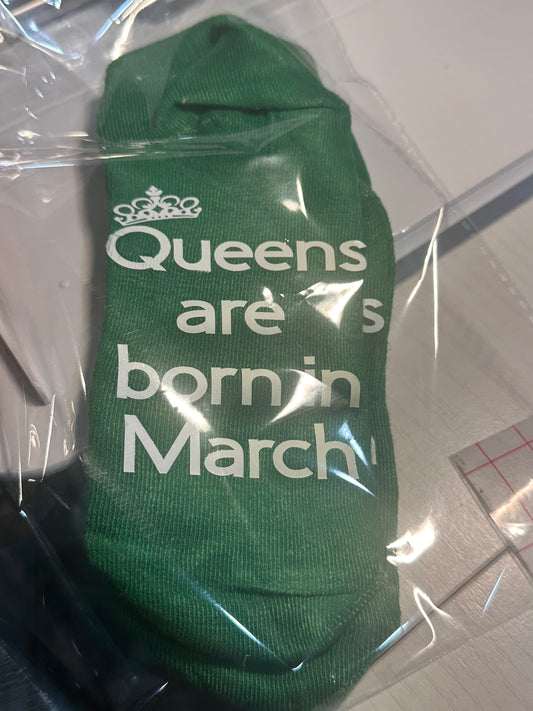 Queens
are s
born in
March